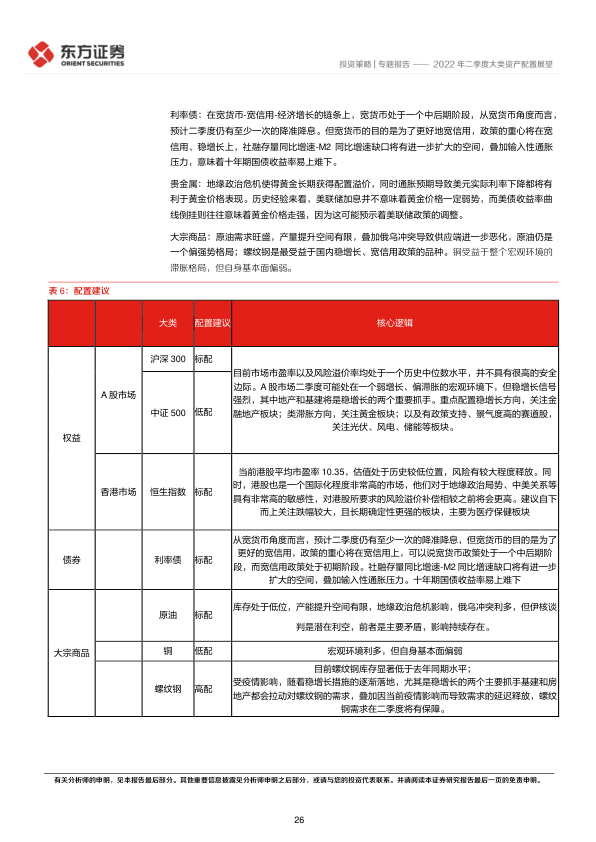 东方证券
ORIENT SECURITIES
投资策略 | 专题报告 —— 2022 年二季度大类资产配置展望
利率债：在宽货币-宽信用-经济增长的链条上，宽货币处于一个中后期阶段，从宽货币角度而言，
预计二季度仍有至少一次的降准降息。但宽货币的目的是为了更好地宽信用，政策的重心将在宽
信用、稳增长上，社融存量同比增速-M2 同比增速缺口将有进一步扩大的空间，叠加输入性通胀
压力，意味着十年期国债收益率易上难下。
贵金属：地缘政治危机使得黄金长期获得配置溢价，同时通胀预期导致美元实际利率下降都将有
利于黄金价格表现。历史经验来看，美联储加息并不意味着黄金价格一定弱势，而美债收益率曲
线倒挂则往往意味着黄金价格走强，因为这可能预示着美联储政策的调整。
大宗商品：原油需求旺盛，产量提升空间有限，叠加俄乌冲突导致供应端进一步恶化，原油仍是
一个偏强势格局；螺纹钢是最受益于国内稳增长、宽信用政策的品种。铜受益于整个宏观环境的
滞胀格局，但自身基本面偏弱。
表 6：配置建议
大类 配置建议 核心逻辑
权益
A 股市场
沪深 300 标配
中证 500 低配
目前市场市盈率以及风险溢价率均处于一个历史中位数水平，并不具有很高的安全
边际。A 股市场二季度可能处在一个弱增长、偏滞胀的宏观环境下，但稳增长信号
强烈，其中地产和基建将是稳增长的两个重要抓手。重点配置稳增长方向，关注金
融地产板块；类滞胀方向，关注黄金板块；以及有政策支持、景气度高的赛道股，
关注光伏、风电、储能等板块。
香港市场 恒生指数 标配
当前港股平均市盈率 10.35，估值处于历史较低位置，风险有较大程度释放。同
时，港股也是一个国际化程度非常高的市场，他们对于地缘政治局势、中美关系等
具有非常高的敏感性，对港股所要求的风险溢价补偿相较之前将会更高。建议自下
而上关注跌幅较大，且长期确定性更强的板块，主要为医疗保健板块
债券 利率债 标配
从宽货币角度而言，预计二季度仍有至少一次的降准降息，但宽货币的目的是为了
更好的宽信用，政策的重心将在宽信用上，可以说宽货币政策处于一个中后期阶
段，而宽信用政策处于初期阶段。社融存量同比增速-M2 同比增速缺口将有进一步
扩大的空间，叠加输入性通胀压力。十年期国债收益率易上难下
大宗商品
原油 标配
库存处于低位，产能提升空间有限，地缘政治危机影响，俄乌冲突利多，但伊核谈
判是潜在利空，前者是主要矛盾，影响持续存在。
铜 低配 宏观环境利多，但自身基本面偏弱
螺纹钢 高配
目前螺纹钢库存显著低于去年同期水平；
受疫情影响，随着稳增长措施的逐渐落地，尤其是稳增长的两个主要抓手基建和房
地产都会拉动对螺纹钢的需求，叠加因当前疫情影响而导致需求的延迟释放，螺纹
钢需求在二季度将有保障。
有关分析师的申明，见本报告最后部分。其他重要信息披露见分析师申明之后部分，或请与您的投资代表联系。并请阅读本证券研究报告最后一页的免责申明。
26